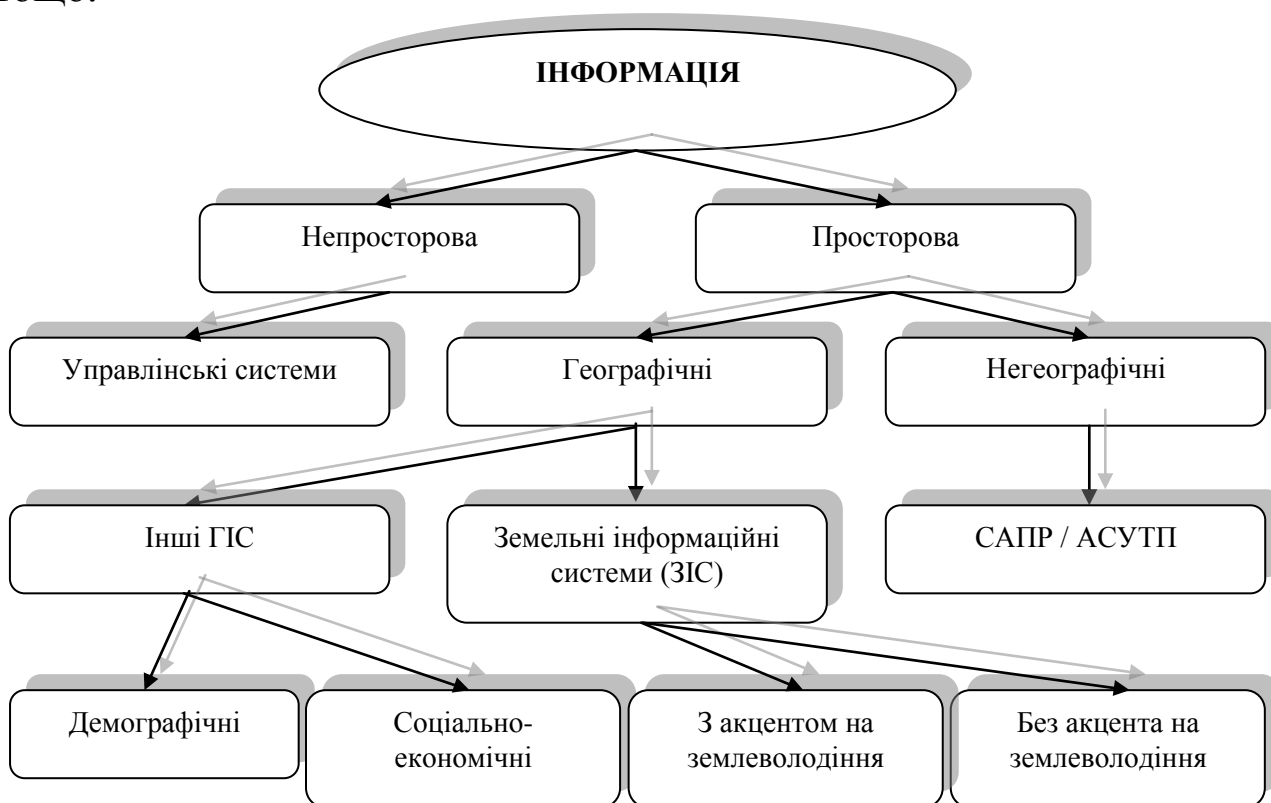 ІНФОРМАЦІЯ
Непросторова
Просторова
Управлінські системи
Географічні
Негеографічні
Інші ГІС
Земельні інформаційні
системи (ЗІС)
САПР / АСУТП
Демографічні
Соціально-
економічні
З акцентом на
землеволодіння
Без акцента на
землеволодіння